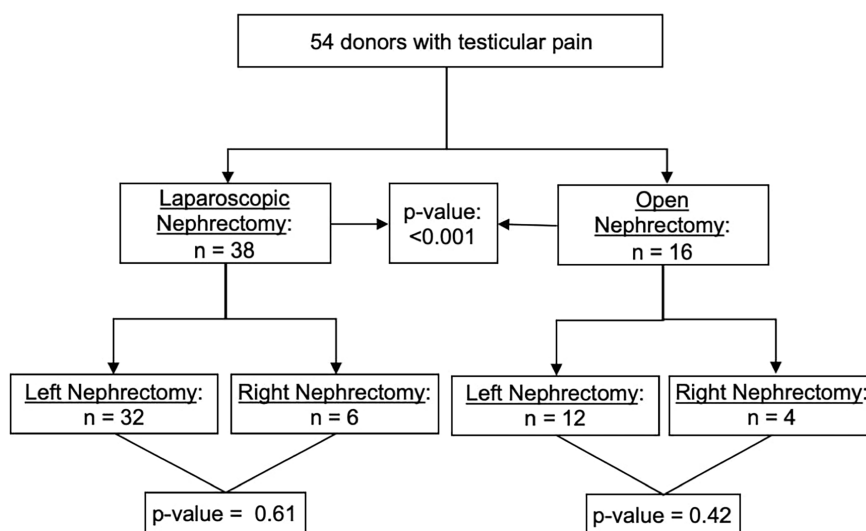 54 donors with testicular pain
Laparoscopic
Nephrectomy:
n = 38
p-value:
<0.001
Open
Nephrectomy:
n = 16
Left Nephrectomy:
n = 32
Right Nephrectomy:
n = 6
Left Nephrectomy:
n = 12
Right Nephrectomy:
n = 4
p-value = 0.61
p-value = 0.42